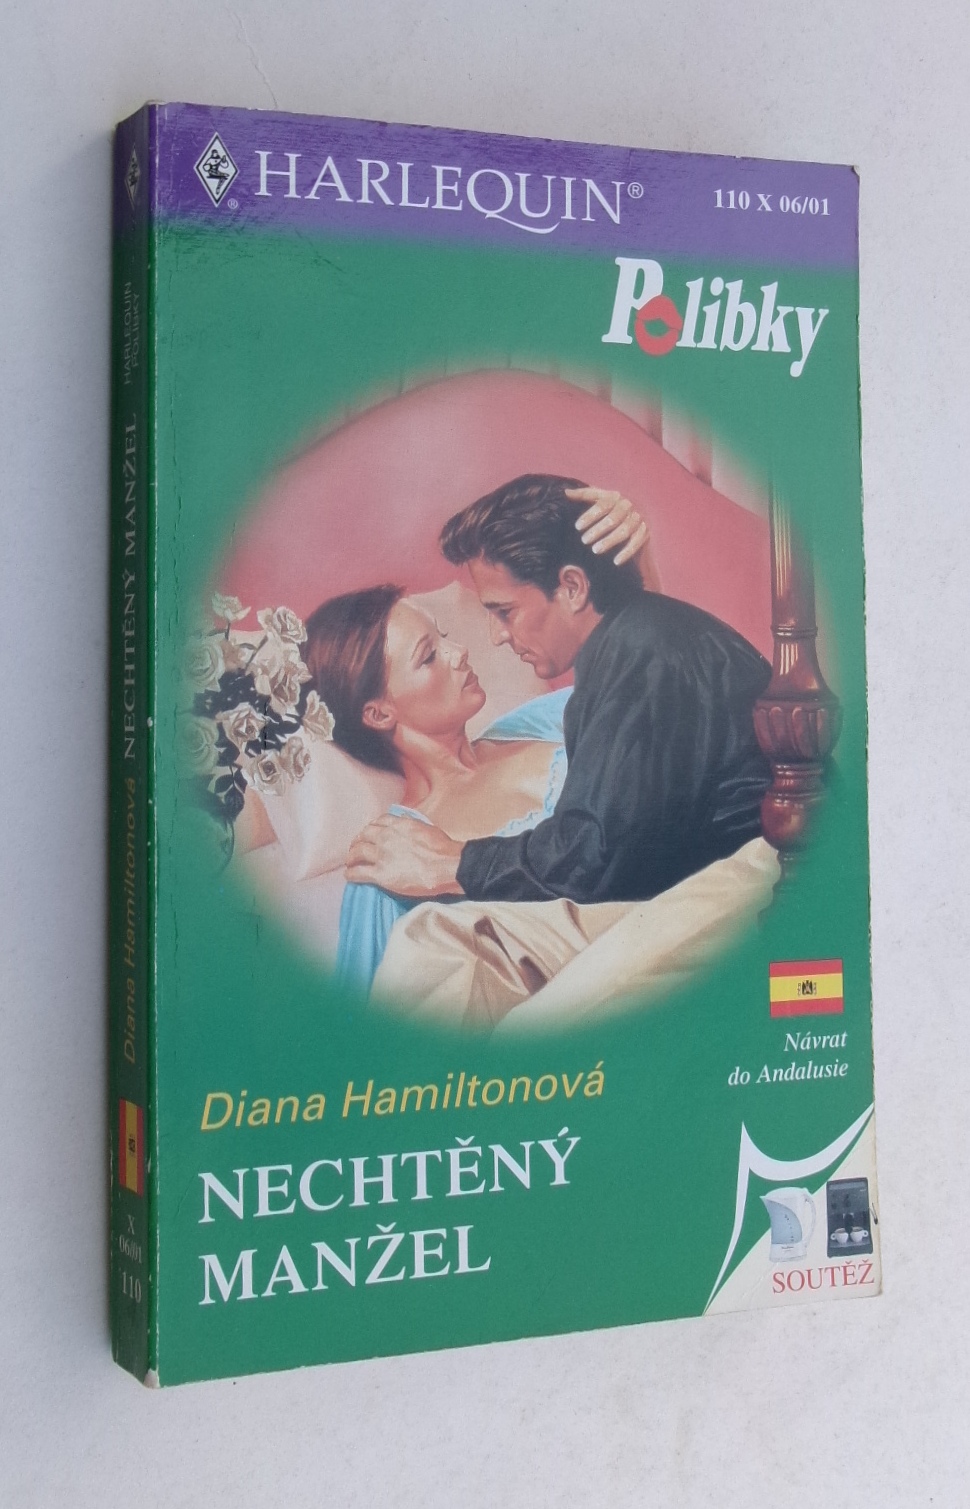 HARLEQUIN®
110 X 06/01
Polibky
Návrat
do Andalusie
Diana Hamiltonová
NECHTĚNÝ
MANŽEL
SOUTĚŽ
HARLEQUIN
POLIBKY
NECHTĚNÝ MANŽEL
Diana Hamiltonová
X
06/01
110